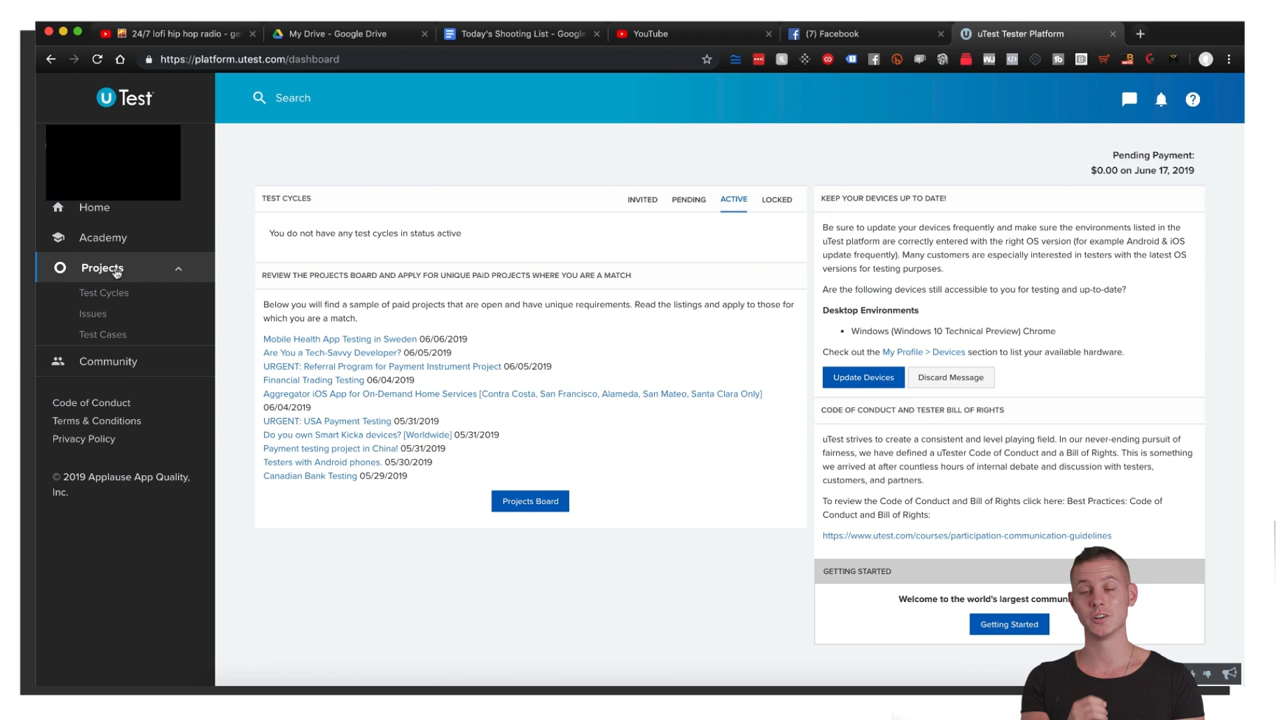 24/7 lofi hip hop radio - ge
My Drive - Google Drive
Today's Shooting List - Google
YouTube
(7) Facebook
uTest Tester Platform
https://platform.utest.com/dashboard
uTest
Search
Pending Payment:
$0.00 on June 17, 2019
Home
Academy
Projects
Test Cycles
Issues
Test Cases
Community
Code of Conduct
Terms & Conditions
Privacy Policy
© 2019 Applause App Quality,
Inc.
TEST CYCLES
INVITED
PENDING
ACTIVE
LOCKED
You do not have any test cycles in status active
REVIEW THE PROJECTS BOARD AND APPLY FOR UNIQUE PAID PROJECTS WHERE YOU ARE A MATCH
Below you will find a sample of paid projects that are open and have unique requirements. Read the listings and apply to those for
which you are a match.
Mobile Health App Testing in Sweden 06/06/2019
Are You a Tech-Savvy Developer? 06/05/2019
URGENT: Referral Program for Payment Instrument Project 06/05/2019
Financial Trading Testing 06/04/2019
Aggregator iOS App for On-Demand Home Services [Contra Costa, San Francisco, Alameda, San Mateo, Santa Clara Only]
06/04/2019
URGENT: USA Payment Testing 05/31/2019
Do you own Smart Kicka devices? [Worldwide] 05/31/2019
Payment testing project in China! 05/31/2019
Testers with Android phones. 05/30/2019
Canadian Bank Testing 05/29/2019
Projects Board
KEEP YOUR DEVICES UP TO DATE!
Be sure to update your devices frequently and make sure the environments listed in the
uTest platform are correctly entered with the right OS version (for example Android & iOS
update frequently). Many customers are especially interested in testers with the latest OS
versions for testing purposes.
Are the following devices still accessible to you for testing and up-to-date?
Desktop Environments
• Windows (Windows 10 Technical Preview) Chrome
Check out the My Profile > Devices section to list your available hardware.
Update Devices
Discard Message
CODE OF CONDUCT AND TESTER BILL OF RIGHTS
uTest strives to create a consistent and level playing field. In our never-ending pursuit of
fairness, we have defined a uTester Code of Conduct and a Bill of Rights. This is something
we arrived at after countless hours of internal debate and discussion with testers,
customers, and partners.
To review the Code of Conduct and Bill of Rights click here: Best Practices: Code of
Conduct and Bill of Rights:
https://www.utest.com/courses/participation-communication-guidelines
GETTING STARTED
Welcome to the world's largest commun
Getting Started